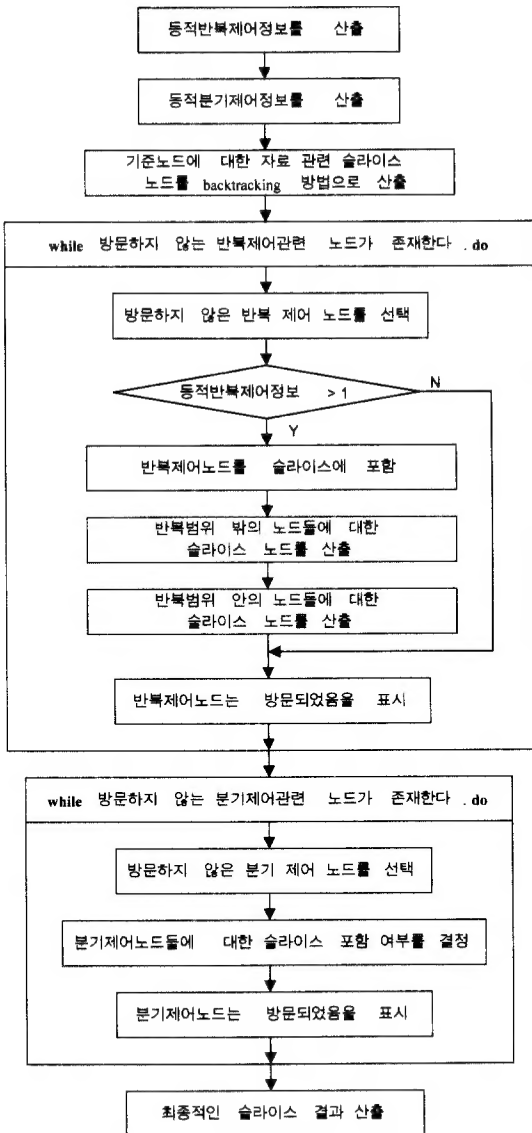 동적반복제어정보를 산출
동적분기제어정보를 산출
기준노드에 대한 자료 관련 슬라이스
노드를 backtracking 방법으로 산출
while 방문하지 않는 반복제어관련 노드가 존재한다 . do
방문하지 않은 반복 제어 노드를 선택
동적반복제어정보 > 1
N
Y
반복제어노드를 슬라이스에 포함
반복범위 밖의 노드들에 대한
슬라이스 노드를 산출
반복범위 안의 노드들에 대한
슬라이스 노드를 산출
반복제어노드는 방문되었음을 표시
while 방문하지 않는 분기제어관련 노드가 존재한다 . do
방문하지 않은 분기 제어 노드를 선택
분기제어노드들에 대한 슬라이스 포함 여부를 결정
분기제어노드는 방문되었음을 표시
최종적인 슬라이스 결과 산출